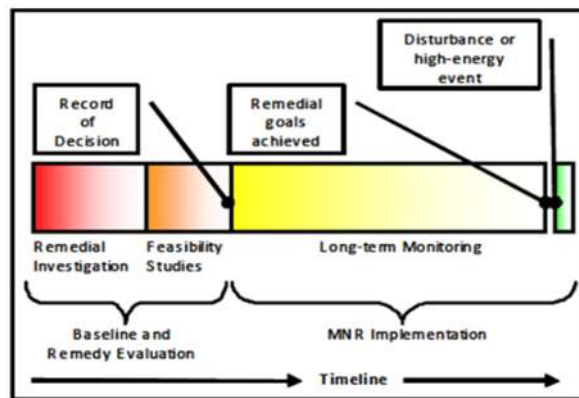 Disturbance or
high-energy
event
Record
of
Decision
Remedial
goals
achieved
Remedial
Investigation
Feasibility
Studies
Long-term Monitoring
Baseline and
Remedy Evaluation
MNR Implementation
Timeline